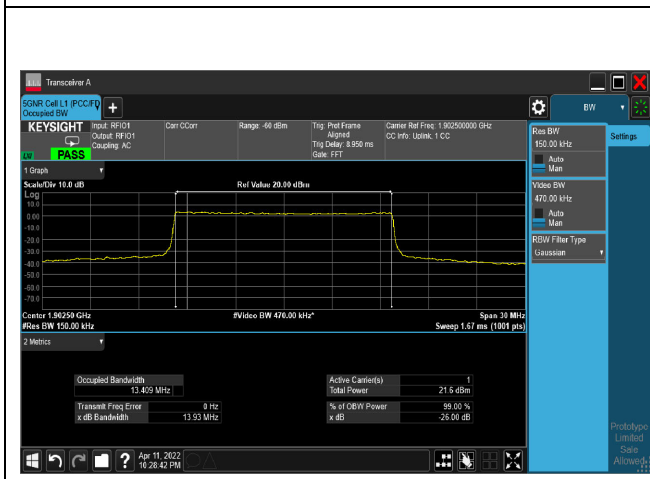 Transceiver A
5GNR Cell L1 (PCC/FD
Occupied BW
+
BW
KEYSIGHT
Input: RFIO1
Output: RFIO1
Coupling: AC
Corr CCorr
Range: -60 dBm
Trig: Pret Frame
Aligned
Trig Delay: 8.950 ms
Gate: FFT
Carrier Ref Freq: 1.902500000 GHz
CC Info: Uplink, 1 CC
PASS
Res BW
150.00 kHz
Auto
Man
Settings
Video BW
470.00 kHz
Auto
Man
RBW Filter Type
Gaussian
1 Graph
Scale/Div 10.0 dB
Ref Value 20.00 dBm
Log
10.0
0.00
-10.0
-20.0
-30.0
-40.0
-50.0
-60.0
-70.0
Center 1.90250 GHz
#Video BW 470.00 kHz*
Span 30 MHz
#Res BW 150.00 kHz
Sweep 1.67 ms (1001 pts)
2 Metrics
Occupied Bandwidth
13.409 MHz
Active Carrier(s) 1
Total Power 21.6 dBm
Transmit Freq Error 0 Hz
x dB Bandwidth 13.93 MHz
% of OBW Power 99.00 %
x dB -26.00 dB
Prototype
Limited
Sale
Allowed
?
Apr 11, 2022
10:28:42 PM